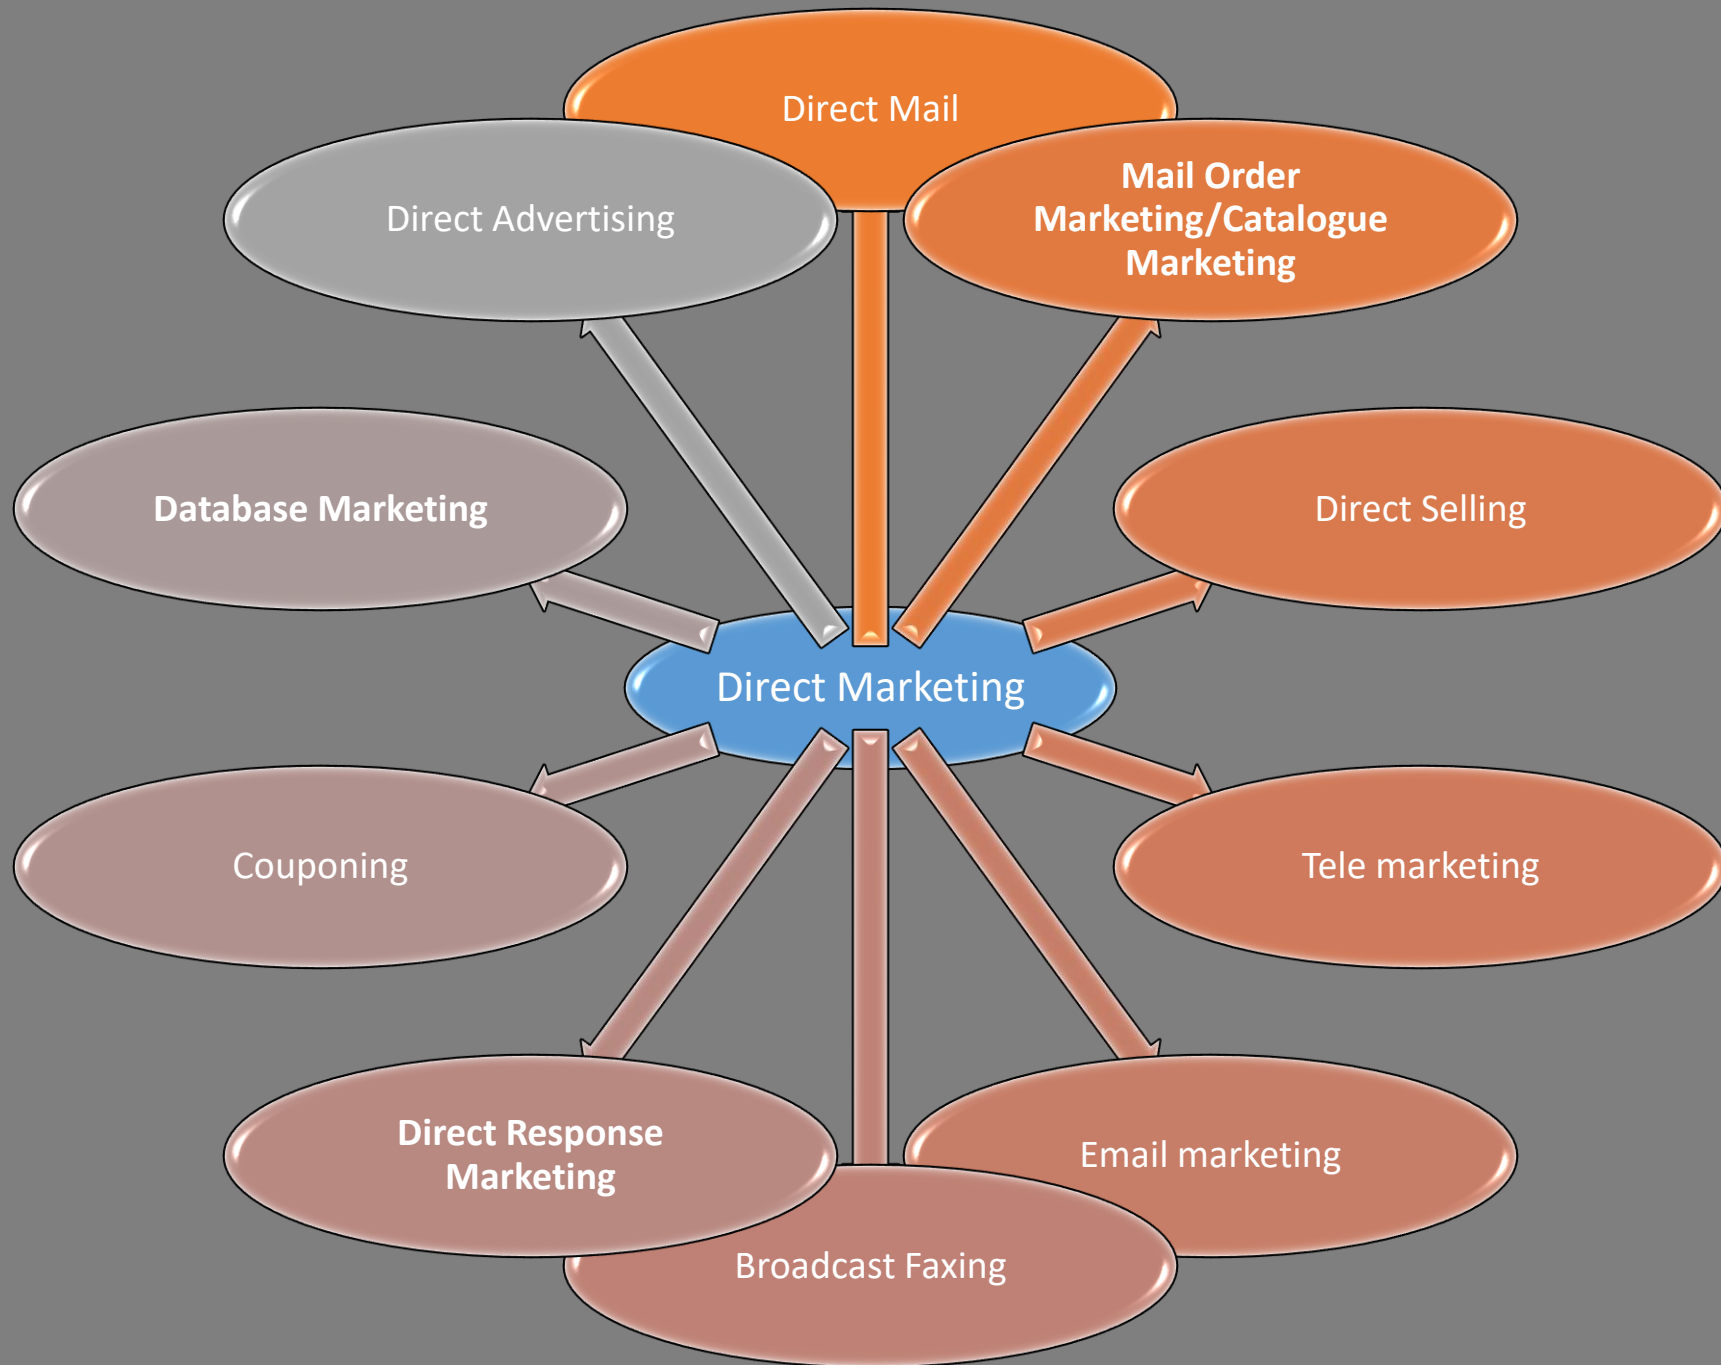 Direct Mail
Direct Advertising
Mail Order
Marketing/Catalogue
Marketing
Database Marketing
Direct Selling
Direct Marketing
Couponing
Tele marketing
Direct Response
Marketing
Email marketing
Broadcast Faxing